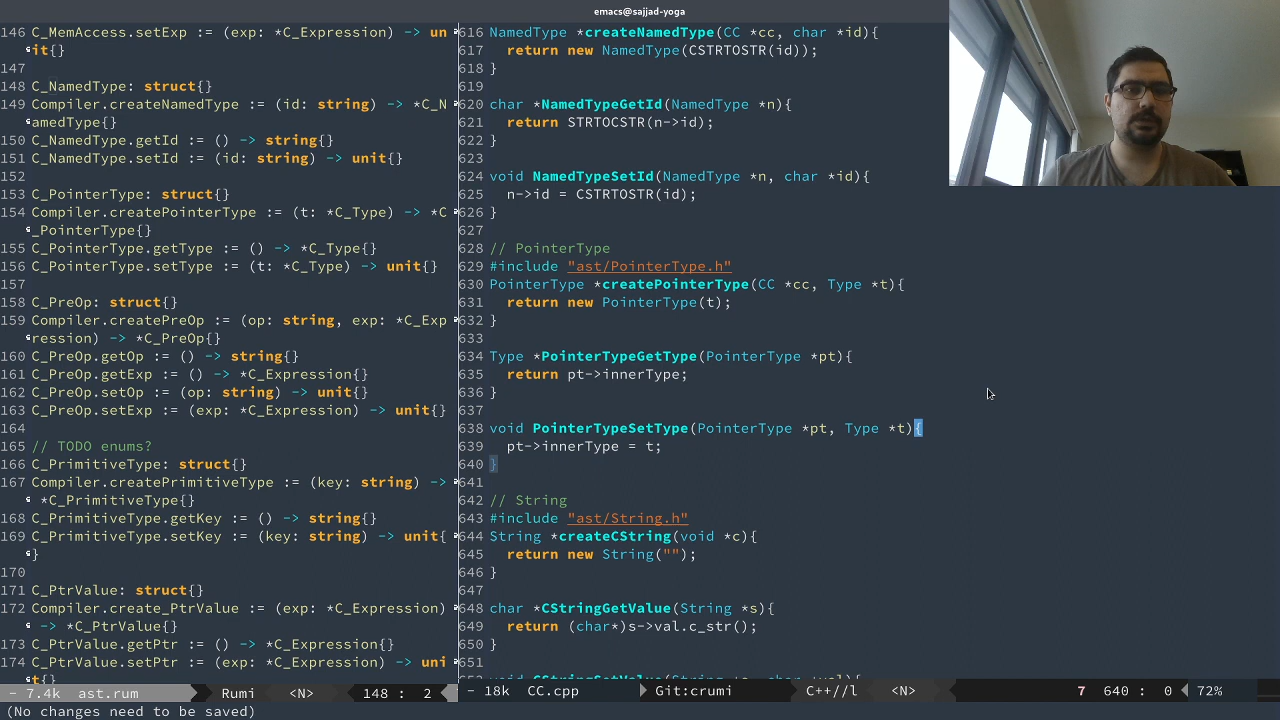 emacs@sajjad-yoga
146 C_MemAccess.setExp := (exp: *C_Expression) -> un
it{}
147
148 C_NamedType: struct{}
149 Compiler.createNamedType := (id: string) -> *C_N
amedType{}
150 C_NamedType.getId := () -> string{}
151 C_NamedType.setId := (id: string) -> unit{}
152
153 C_PointerType: struct{}
154 Compiler.createPointerType := (t: *C_Type) -> *C
_PointerType{}
155 C_PointerType.getType := () -> *C_Type{}
156 C_PointerType.setType := (t: *C_Type) -> unit{}
157
158 C_PreOp: struct{}
159 Compiler.createPreOp := (op: string, exp: *C_Exp
ression) -> *C_PreOp{}
160 C_PreOp.getOp := () -> string{}
161 C_PreOp.getExp := () -> *C_Expression{}
162 C_PreOp.setOp := (op: string) -> unit{}
163 C_PreOp.setExp := (exp: *C_Expression) -> unit{}
164
165 // TODO enums?
166 C_PrimitiveType: struct{}
167 Compiler.createPrimitiveType := (key: string) ->
*C_PrimitiveType{}
168 C_PrimitiveType.getKey := () -> string{}
169 C_PrimitiveType.setKey := (key: string) -> unit{
}
170
171 C_PtrValue: struct{}
172 Compiler.create_PtrValue := (exp: *C_Expression)
-> *C_PtrValue{}
173 C_PtrValue.getPtr := () -> *C_Expression{}
174 C_PtrValue.setPtr := (exp: *C_Expression) -> uni
t{}
- 7.4k ast.rum Rumi <N> 148 : 2
616 NamedType *createNamedType(CC *cc, char *id){
617 return new NamedType(CSTRTOSTR(id));
618 }
619
620 char *NamedTypeGetId(NamedType *n){
621 return STRTOCSTR(n->id);
622 }
623
624 void NamedTypeSetId(NamedType *n, char *id){
625 n->id = CSTRTOSTR(id);
626 }
627
628 // PointerType
629 #include "ast/PointerType.h"
630 PointerType *createPointerType(CC *cc, Type *t){
631 return new PointerType(t);
632 }
633
634 Type *PointerTypeGetType(PointerType *pt){
635 return pt->innerType;
636 }
637
638 void PointerTypeSetType(PointerType *pt, Type *t){
639 pt->innerType = t;
640 }
641
642 // String
643 #include "ast/String.h"
644 String *createCString(void *c){
645 return new String("");
646 }
647
648 char *CStringGetValue(String *s){
649 return (char*)s->val.c_str();
650 }
651
- 18k CC.cpp Git:crumi C++//l <N> 7 640 : 0 72%
(No changes need to be saved)